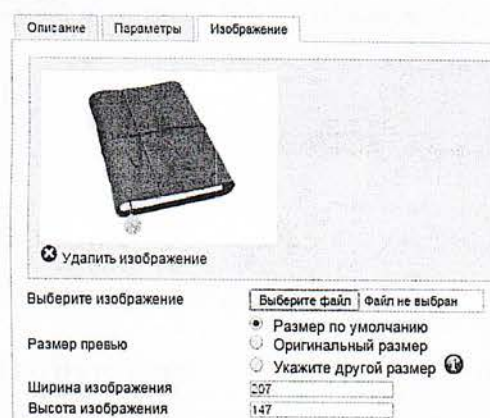 Описание Параметры Изображение
Удалить изображение
Выберите изображение Выберите файл Файл не выбран
Размер по умолчанию
Размер превью Оригинальный размер
Укажите другой размер
Ширина изображения 207
Высота изображения 147